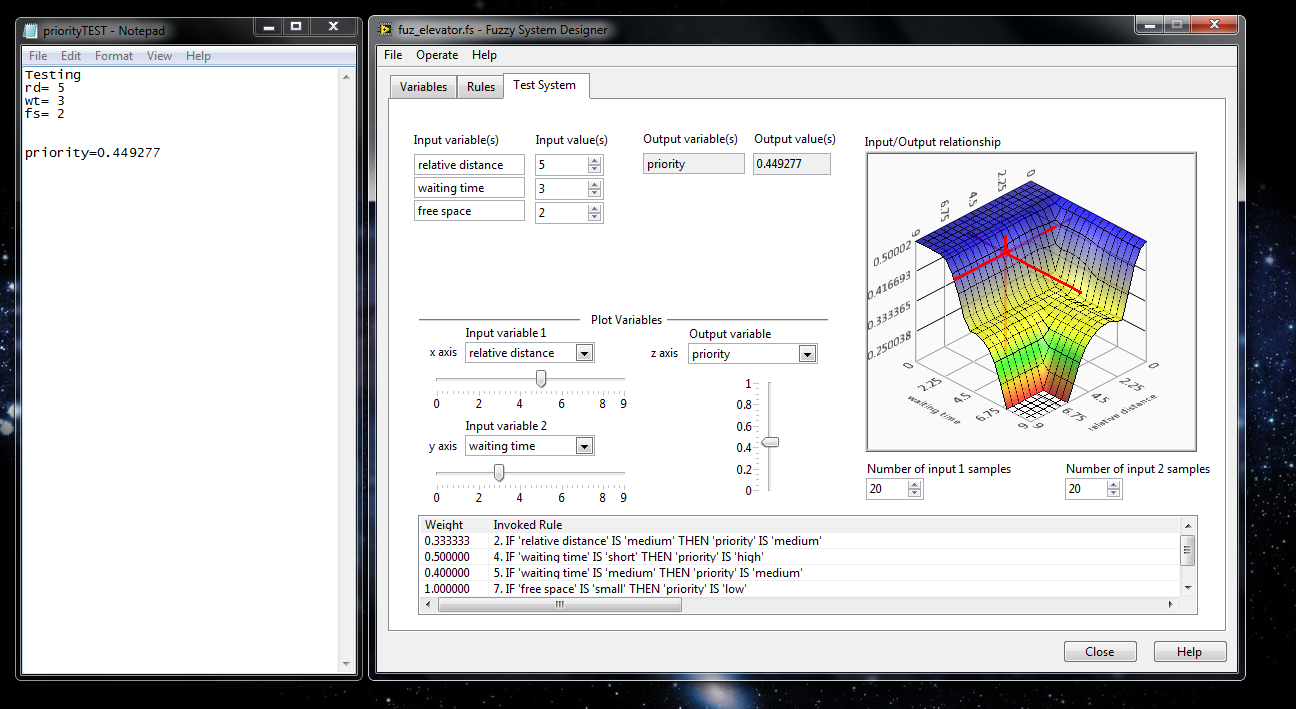 priorityTEST - Notepad
File Edit Format View Help
Testing
rd= 5
wt= 3
fs= 2
priority=0.449277
fuz_elevator.fs - Fuzzy System Designer
File Operate Help
Variables Rules Test System
Input variable(s) Input value(s) Output variable(s) Output value(s)
relative distance 5 priority 0.449277
waiting time 3
free space 2
Input/Output relationship
0 2.25 4.5 6.75 9
0.50002
0.416693
0.333365
0.250038
0 2.25 4.5 6.75 9
waiting time
9 6.75 4.5 2.25 0
relative distance
Plot Variables
Input variable 1 Output variable
x axis relative distance z axis priority
0 2 4 6 8 9
Input variable 2
y axis waiting time
0 2 4 6 8 9
1
0.8
0.6
0.4
0.2
0
Number of input 1 samples Number of input 2 samples
20 20
Weight Invoked Rule
0.333333 2. IF 'relative distance' IS 'medium' THEN 'priority' IS 'medium'
0.500000 4. IF 'waiting time' IS 'short' THEN 'priority' IS 'high'
0.400000 5. IF 'waiting time' IS 'medium' THEN 'priority' IS 'medium'
1.000000 7. IF 'free space' IS 'small' THEN 'priority' IS 'low'
Close Help